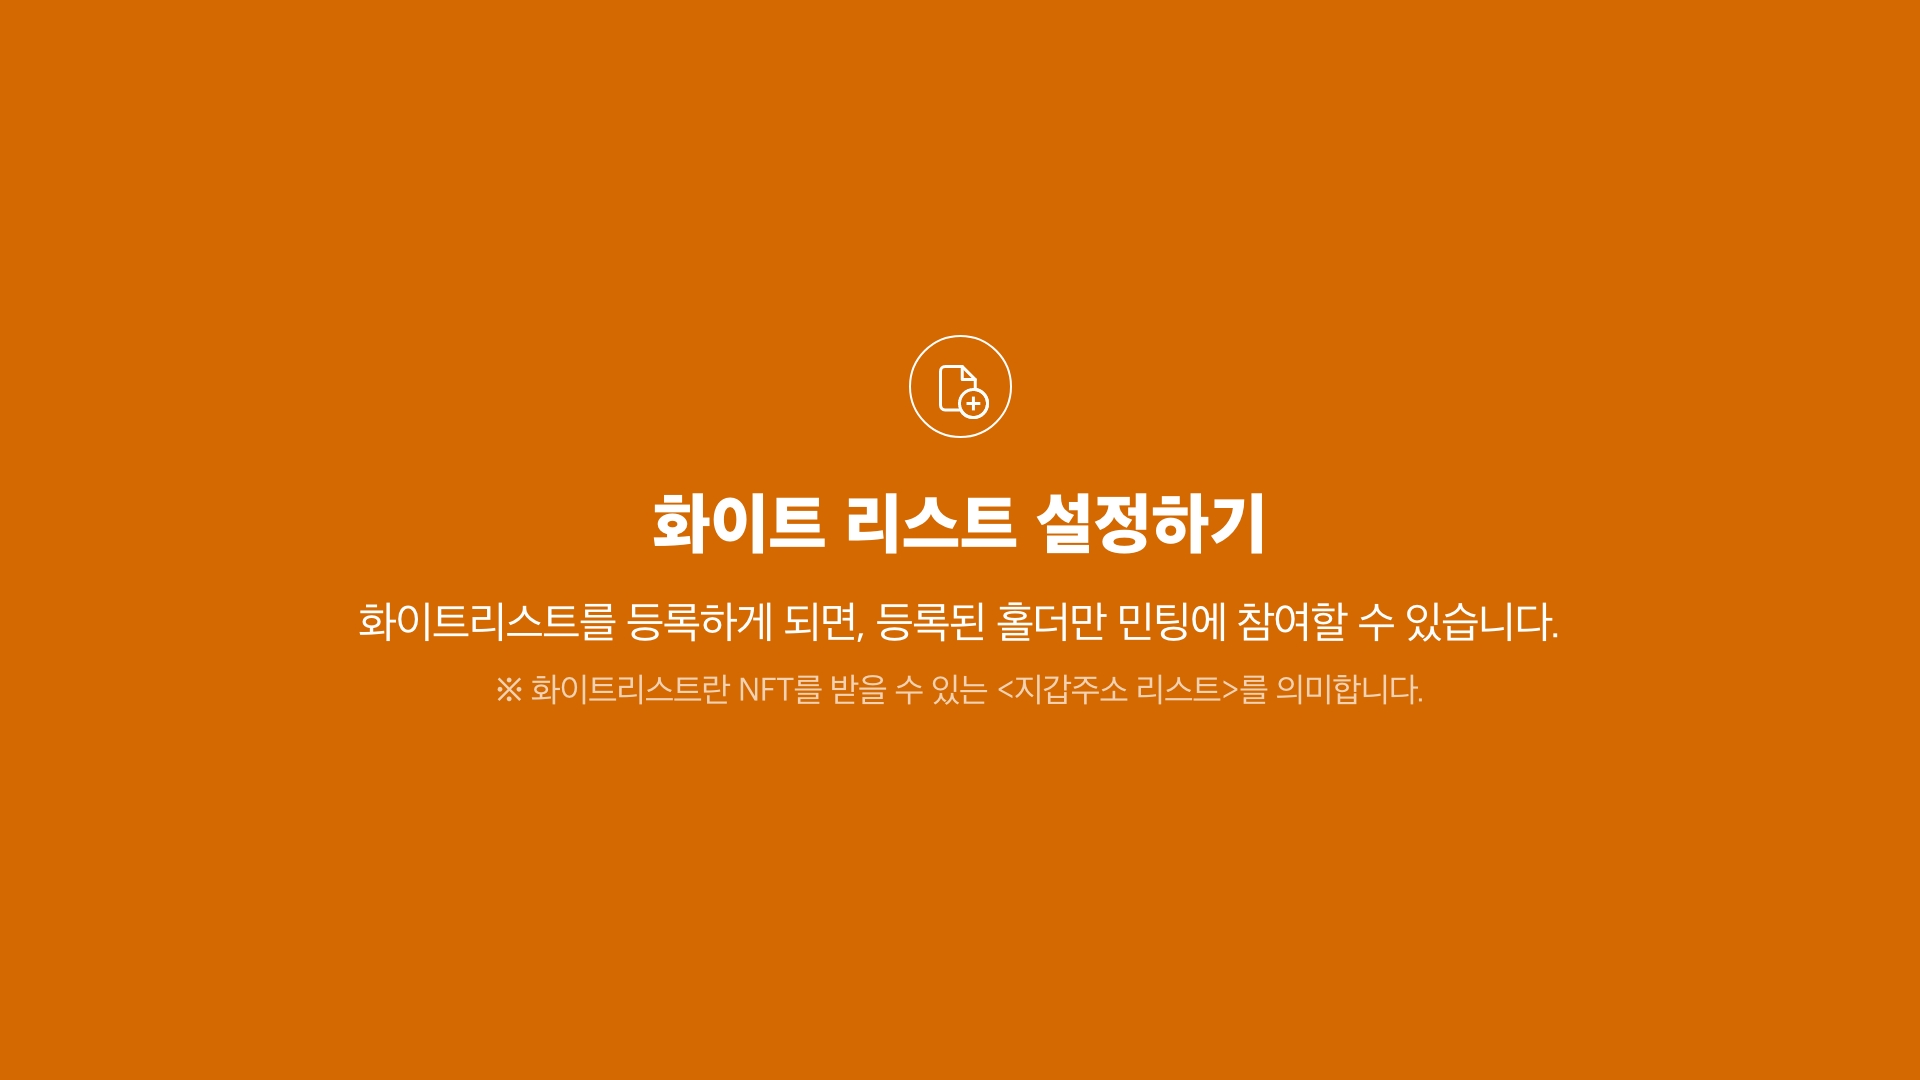 화이트 리스트 설정하기
화이트리스트를 등록하게 되면, 등록된 홀더만 민팅에 참여할 수 있습니다.
※ 화이트리스트란 NFT를 받을 수 있는 <지갑주소 리스트>를 의미합니다.